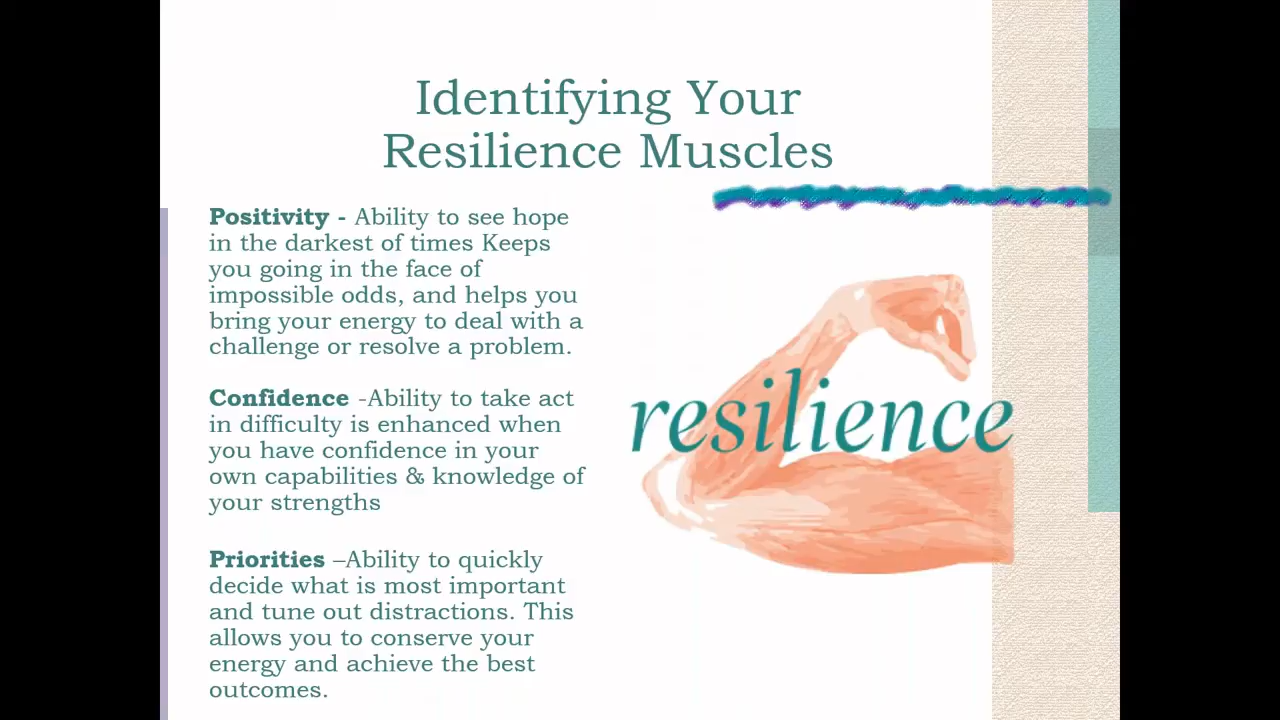 Identifying Your
Resilience Muscles
Positivity - Ability to see hope
in the darkest of times Keeps
you going in the face of
impossible odds, and helps you
bring your energy to deal with a
challenge or resolve a problem.
Confidence -Ability to take act
in difficulty is enhanced when
you have confidence in your
own capabilities & knowledge of
your strengths
Priorities –Ability to quickly
decide what is most important
and tune out distractions. This
allows you to conserve your
energy and achieve the best
outcomes.
resilience